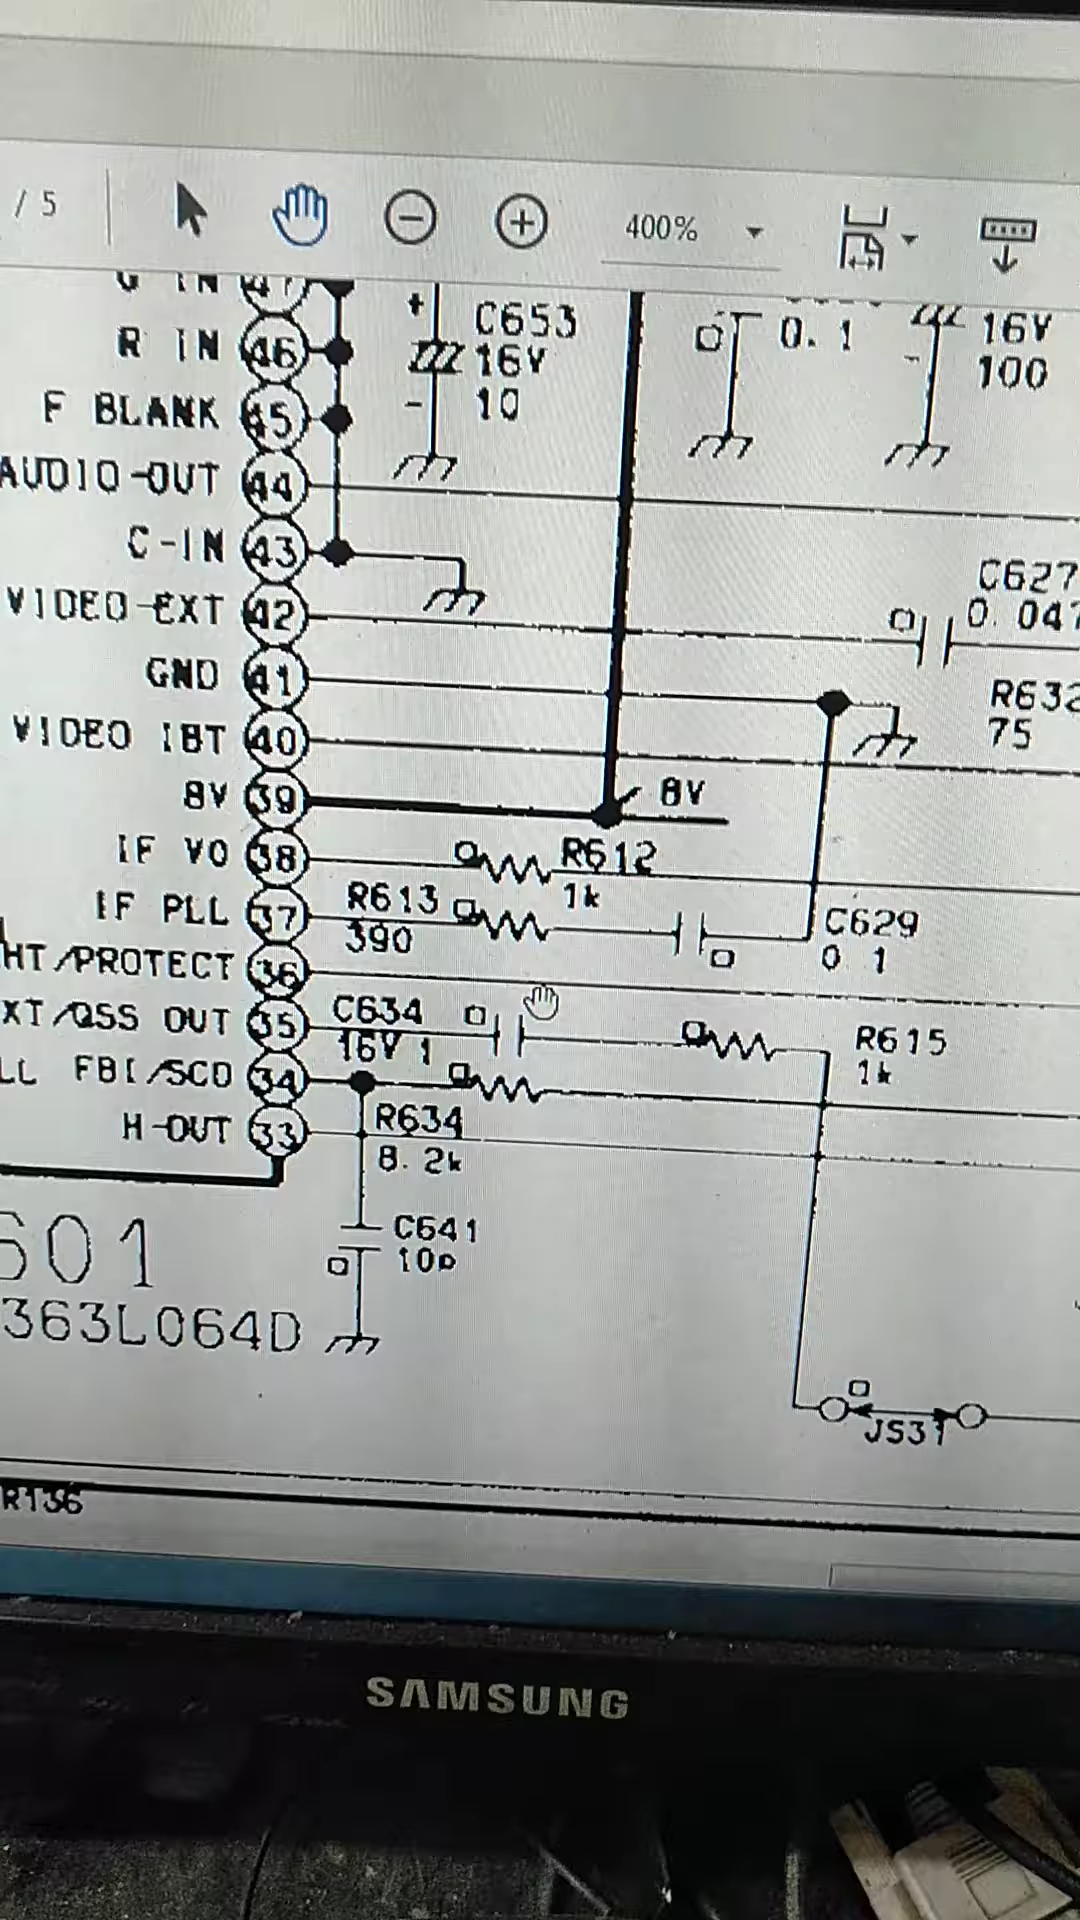 / 5
400%
G IN 47
R IN 46
F BLANK 45
AUDIO-OUT 44
C-IN 43
VIDEO-EXT 42
GND 41
VIDEO IBT 40
8V 39
IF VO 38
IF PLL 37
HT/PROTECT 36
XT/QSS OUT 35
LL FBI/SCO 34
H-OUT 33
C653
16V
10
0.1
16V
100
C627
0.047
R632
75
8V
R612
1k
R613
390
C629
0.1
C634
16V 1
R615
1k
R634
8.2k
C641
10p
601
363L064D
JS31
R136
SAMSUNG